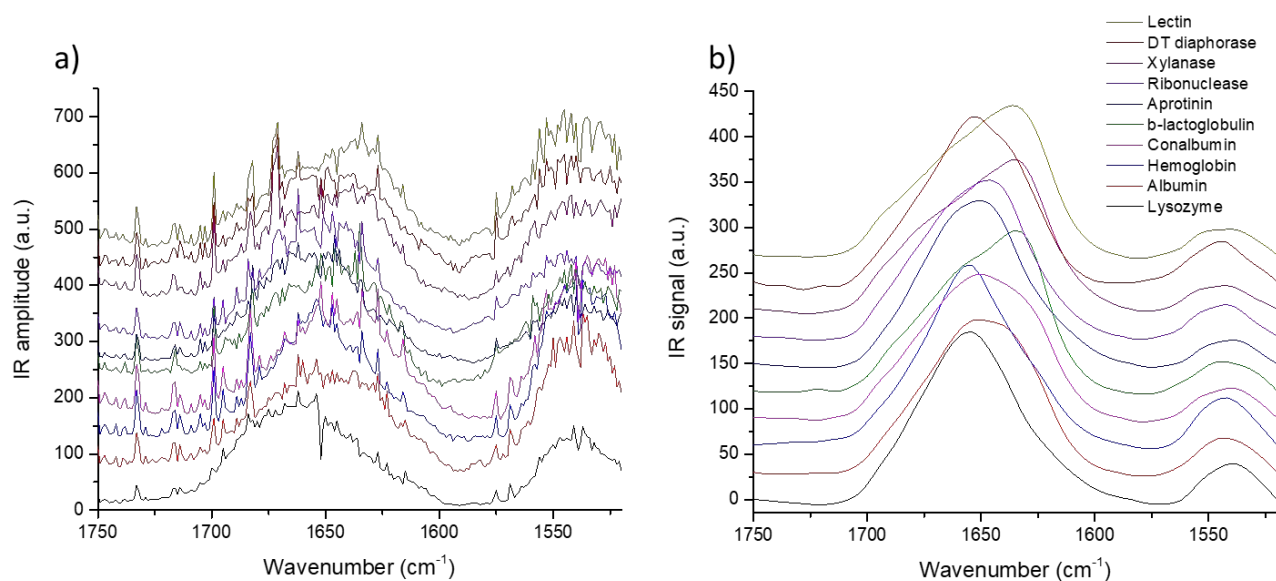 a)
700
600
500
400
300
200
100
0
IR amplitude (a.u.)
1750 1700 1650 1600 1550
Wavenumber (cm⁻¹)
b)
Lectin
DT diaphorase
Xylanase
Ribonuclease
Aprotinin
b-lactoglobulin
Conalbumin
Hemoglobin
Albumin
Lysozyme
450
400
350
300
250
200
150
100
50
0
IR signal (a.u.)
1750 1700 1650 1600 1550
Wavenumber (cm⁻¹)